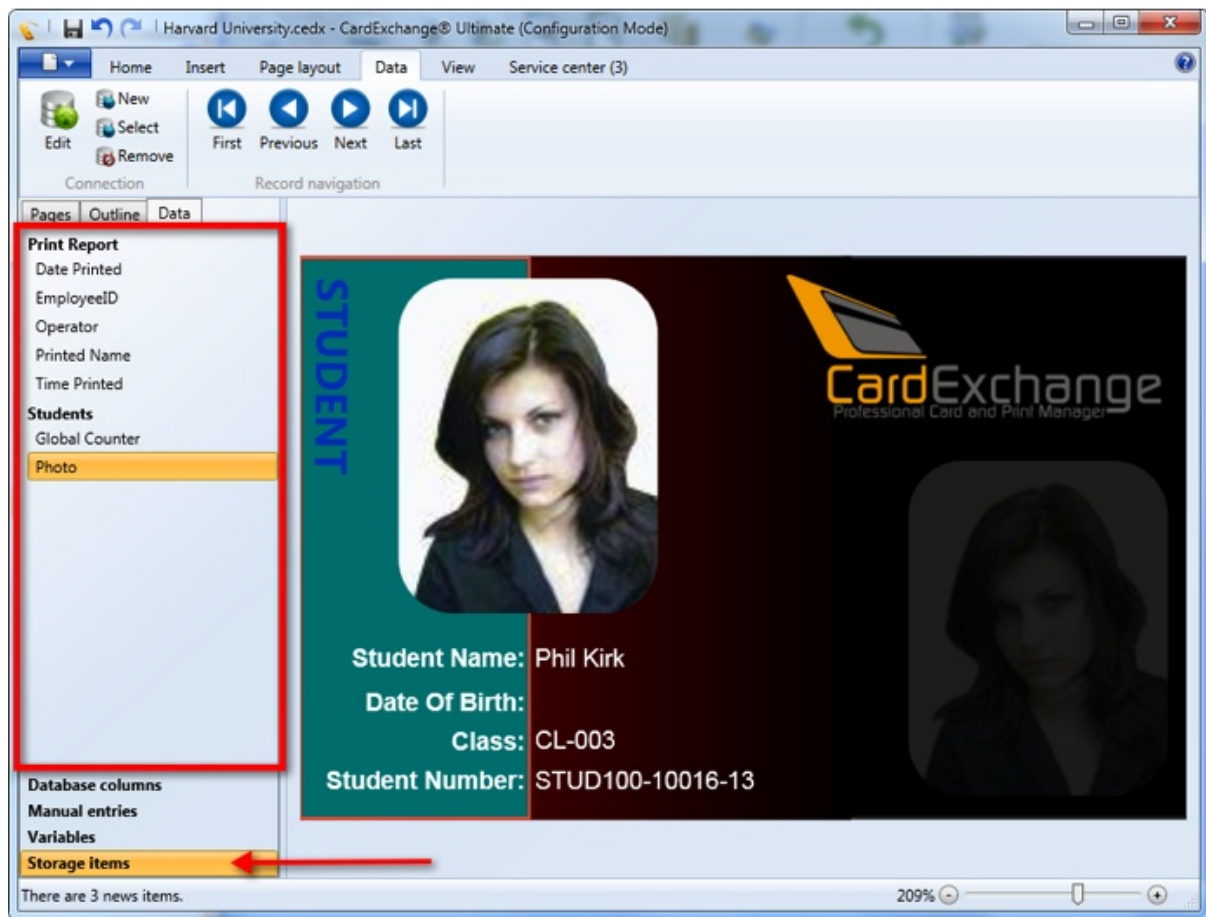 Harvard University.cedx - CardExchange® Ultimate (Configuration Mode)
Home Insert Page layout Data View Service center (3)
New
Select
Remove
Edit
First Previous Next Last
Connection
Record navigation
Pages Outline Data
Print Report
Date Printed
EmployeeID
Operator
Printed Name
Time Printed
Students
Global Counter
Photo
Database columns
Manual entries
Variables
Storage items
STUDENT
CardExchange
Professional Card and Print Manager
Student Name: Phil Kirk
Date Of Birth:
Class: CL-003
Student Number: STUD100-10016-13
There are 3 news items.
209%